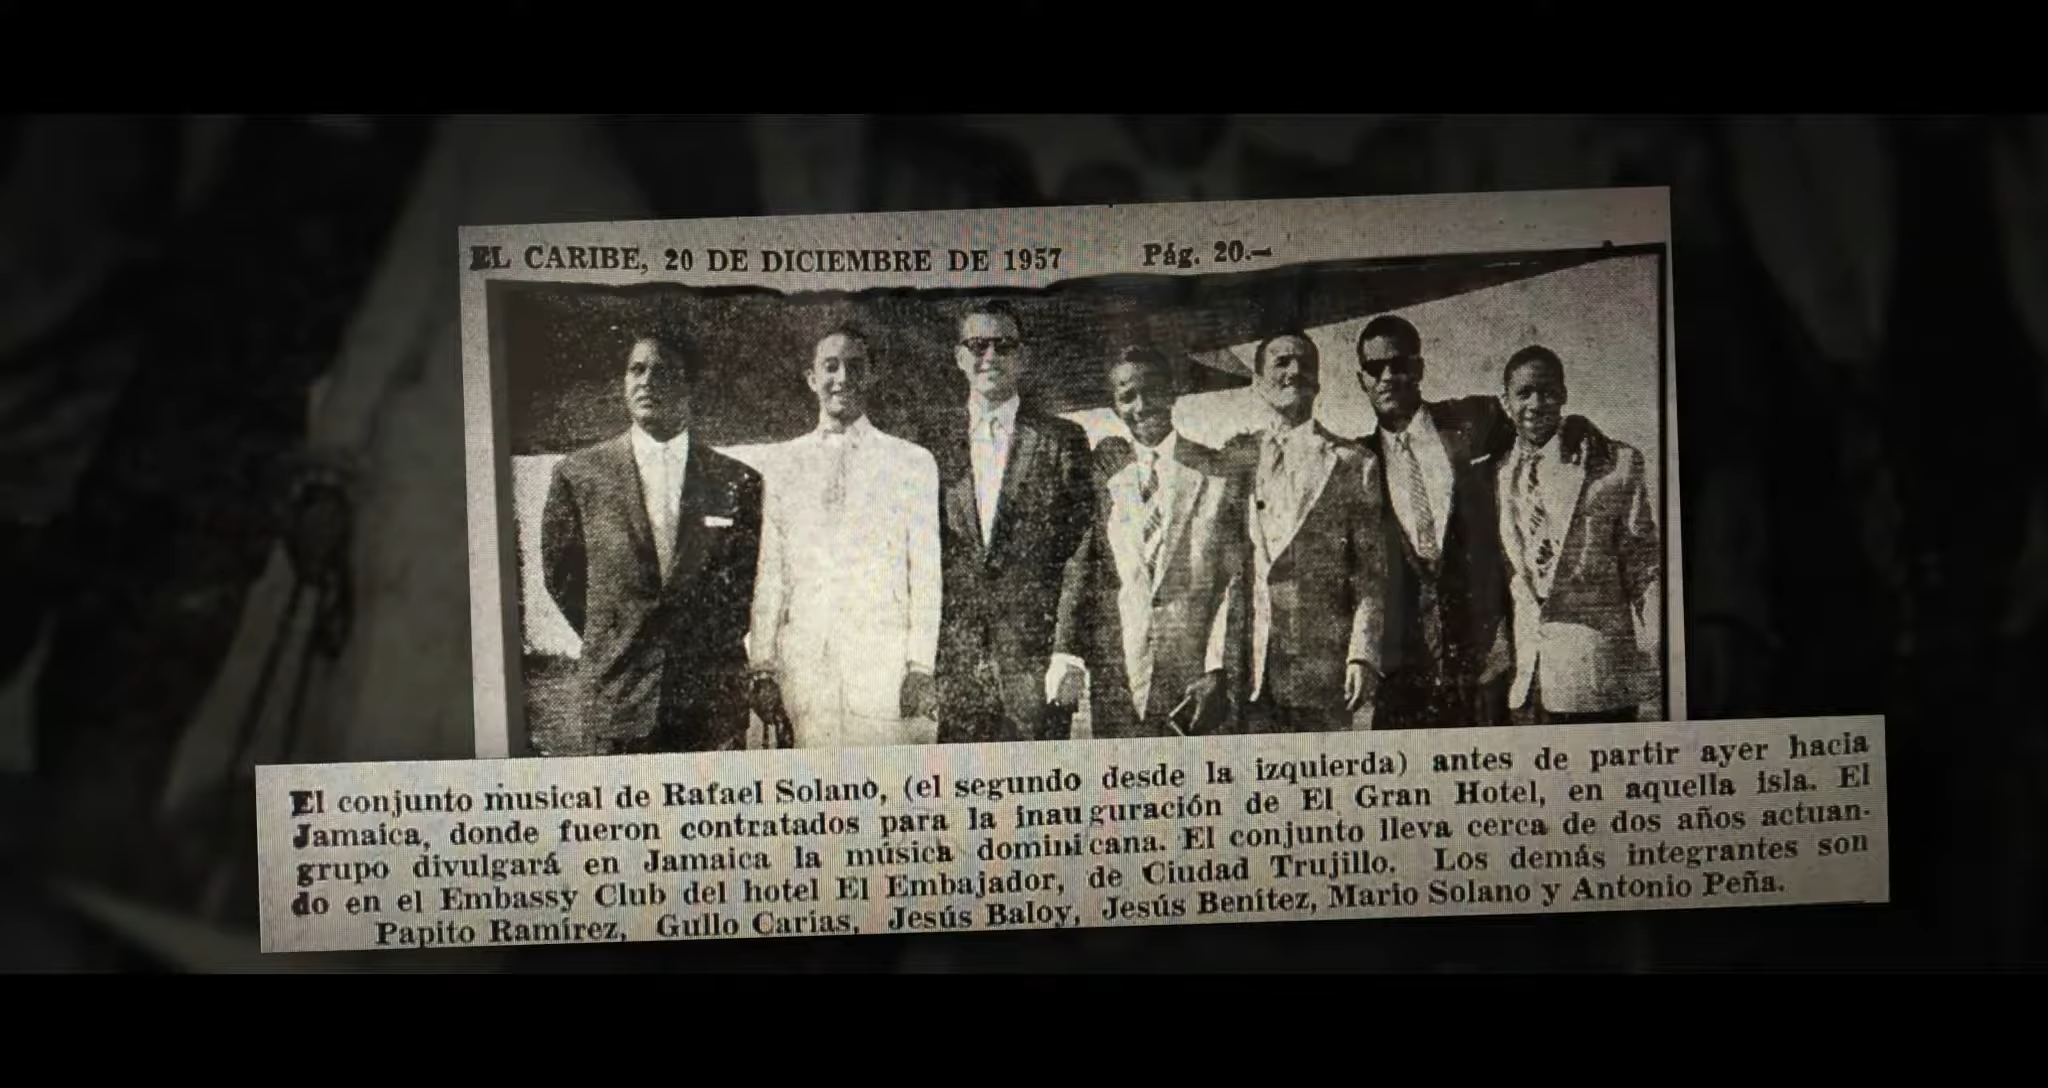 EL CARIBE, 20 DE DICIEMBRE DE 1957 Pág. 20.—
El conjunto musical de Rafael Solano, (el segundo desde la izquierda) antes de partir ayer hacia
Jamaica, donde fueron contratados para la inauguración de El Gran Hotel, en aquella isla. El
grupo divulgará en Jamaica la música dominicana. El conjunto lleva cerca de dos años actuan-
do en el Embassy Club del hotel El Embajador, de Ciudad Trujillo. Los demás integrantes son
Papito Ramírez, Gullo Carías, Jesús Baloy, Jesús Benítez, Mario Solano y Antonio Peña.